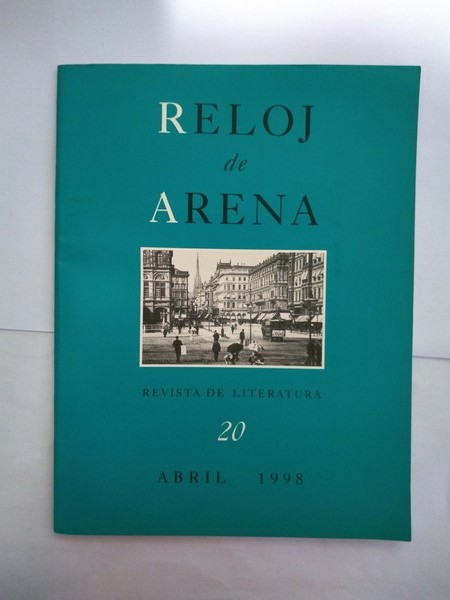 RELOJ
de
ARENA
REVISTA DE LITERATURA
20
ABRIL 1998